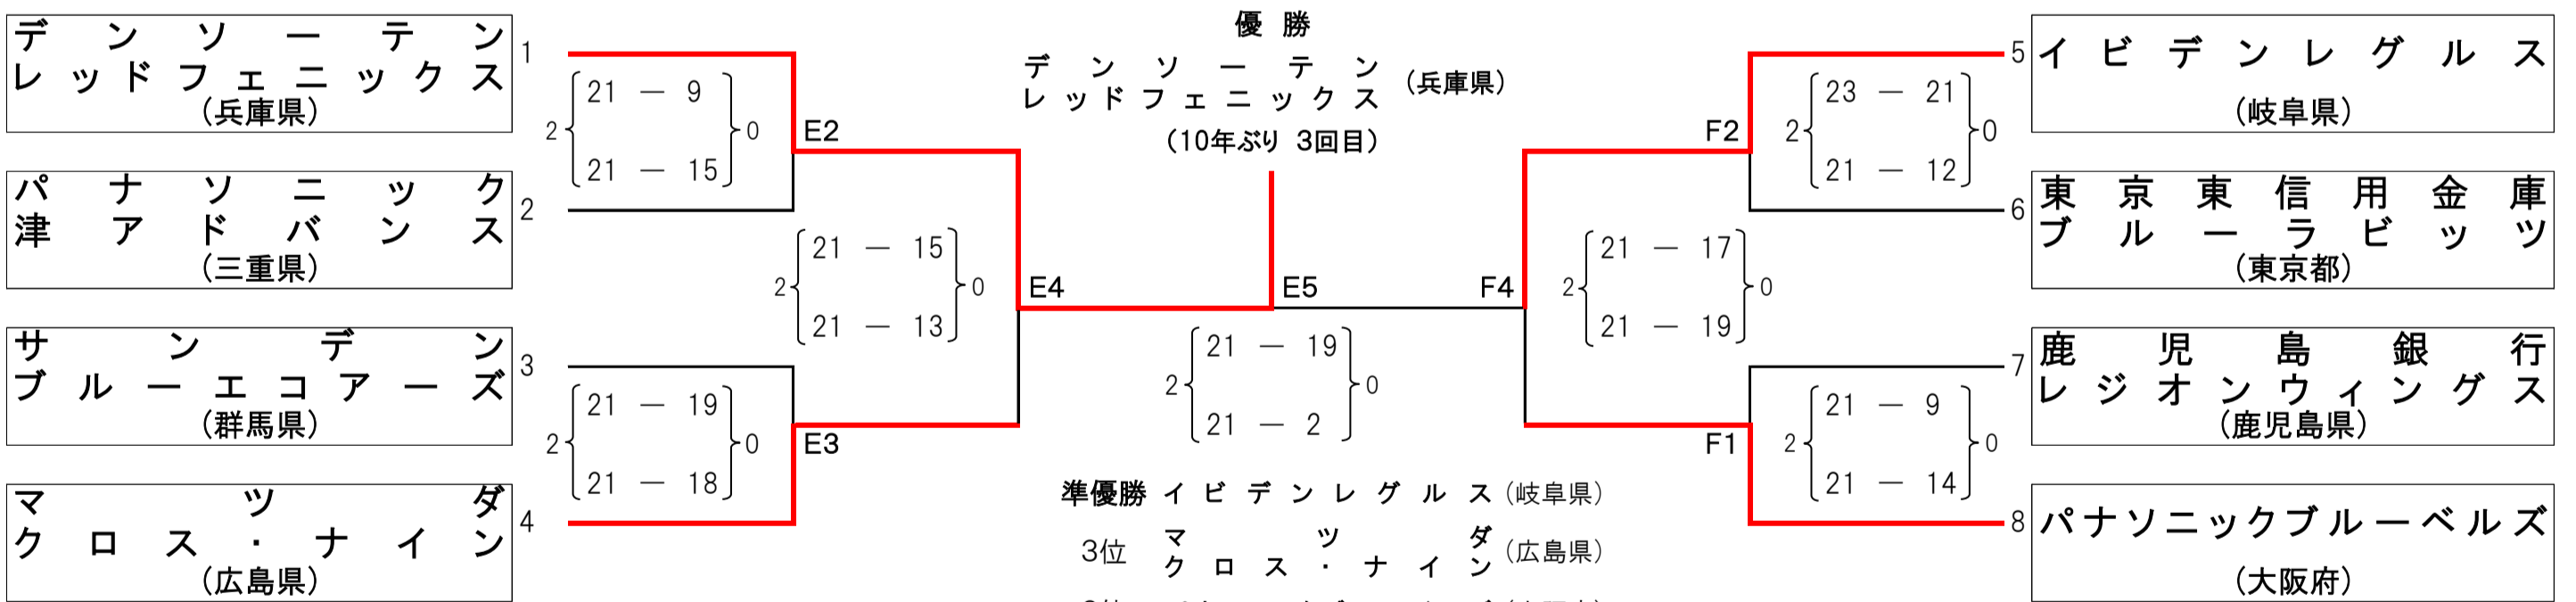 デンソーテン
レッドフェニックス
(兵庫県)
1
パナソニック
津アドバンス
(三重県)
2
サンデン
ブルーエコアーズ
(群馬県)
3
マツダ
クロス・ナイン
(広島県)
4
2 21 — 9 0
21 — 15
E2
2 21 — 15 0
21 — 13
E4
2 21 — 19 0
21 — 18
E3
優勝
デンソーテン
レッドフェニックス (兵庫県)
(10年ぶり 3回目)
E5
2 21 — 19 0
21 — 2
準優勝 イビデンレグルス (岐阜県)
3位 マツダ
クロス・ナイン (広島県)
F2
2 23 — 21 0
21 — 12
F4
2 21 — 17 0
21 — 19
F1
2 21 — 9 0
21 — 14
5
イビデンレグルス
(岐阜県)
6
東京東信用金庫
ブルーラビッツ
(東京都)
7
鹿児島銀行
レジオンウィングス
(鹿児島県)
8
パナソニックブルーベルズ
(大阪府)